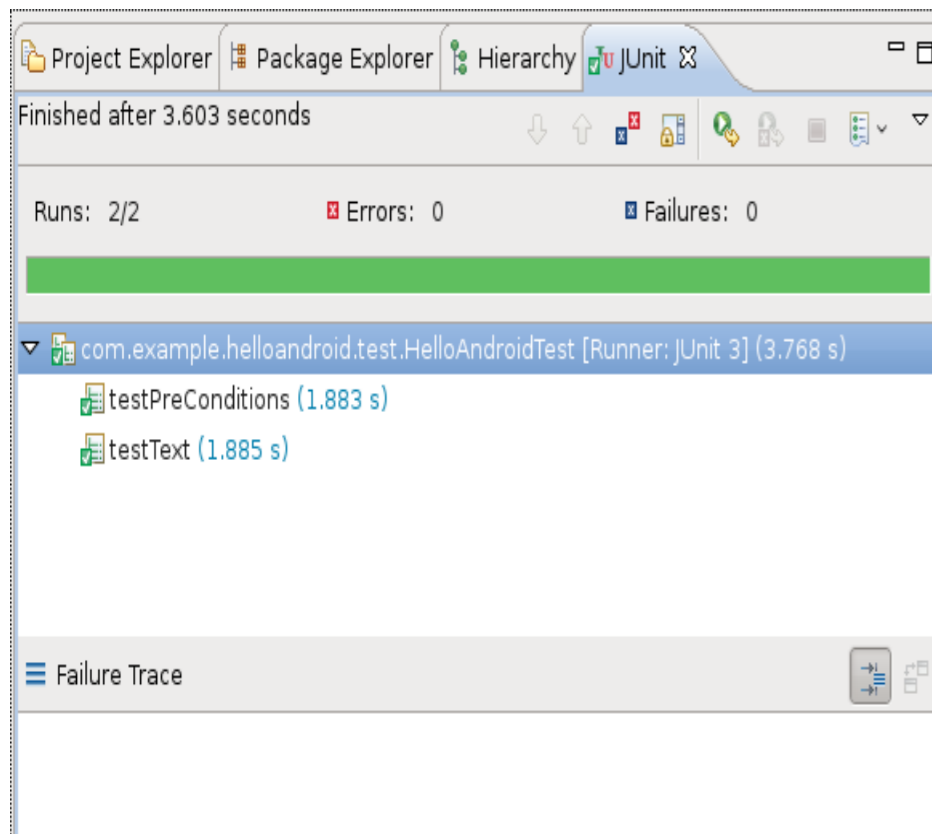 Project Explorer Package Explorer Hierarchy JUnit
Finished after 3.603 seconds
Runs: 2/2 Errors: 0 Failures: 0
com.example.helloandroid.test.HelloAndroidTest [Runner: JUnit 3] (3.768 s)
testPreConditions (1.883 s)
testText (1.885 s)
Failure Trace